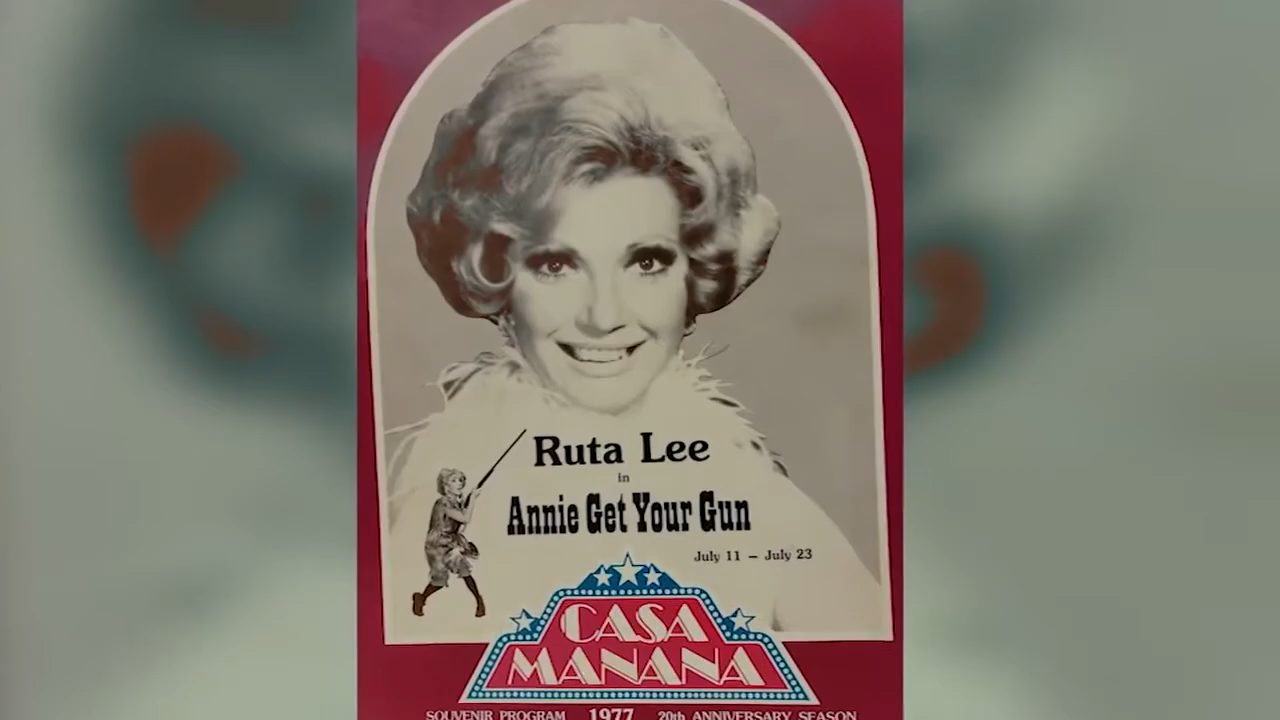 Ruta Lee
in
Annie Get Your Gun
July 11 – July 23
CASA
MANANA
SOUVENIR PROGRAM 1977 20th ANNIVERSARY SEASON